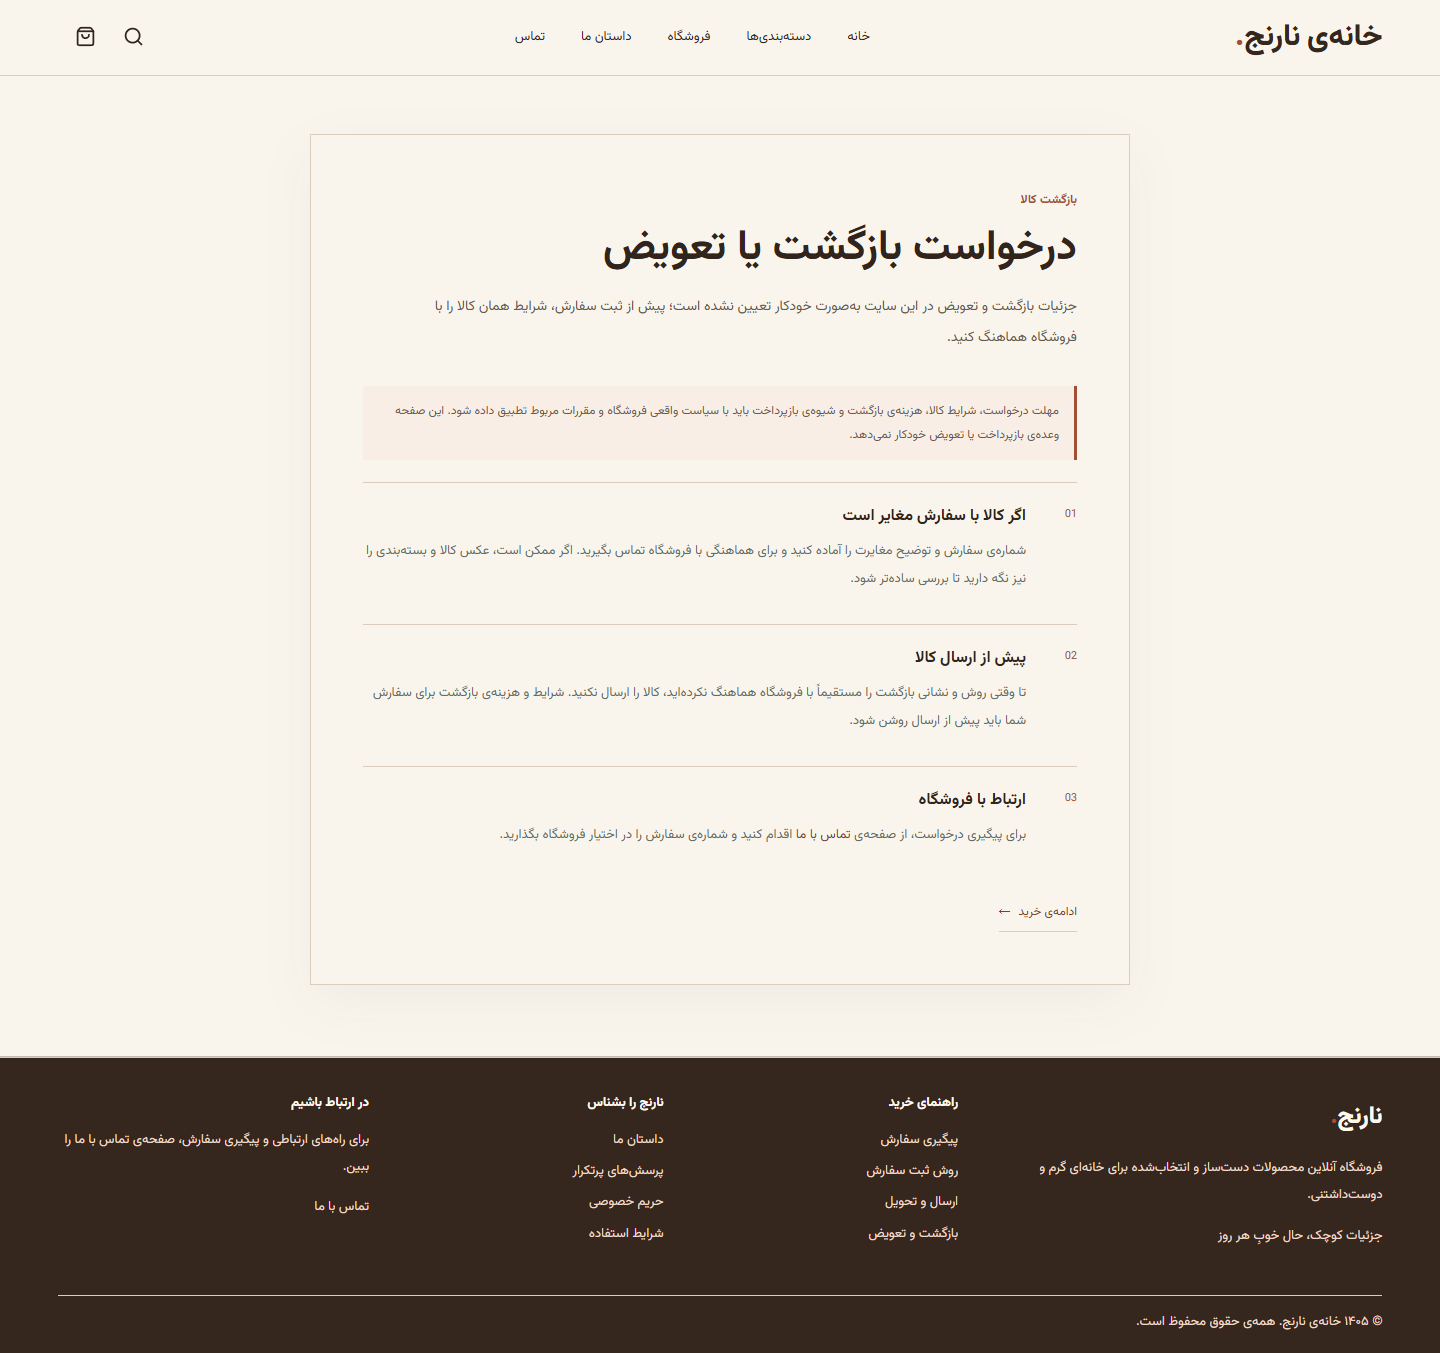 خانه‌ی نارنج.
خانه
دسته‌بندی‌ها
فروشگاه
داستان ما
تماس
بازگشت کالا
درخواست بازگشت یا تعویض
جزئیات بازگشت و تعویض در این سایت به‌صورت خودکار تعیین نشده است؛ پیش از ثبت سفارش، شرایط همان کالا را با
فروشگاه هماهنگ کنید.
مهلت درخواست، شرایط کالا، هزینه‌ی بازگشت و شیوه‌ی بازپرداخت باید با سیاست واقعی فروشگاه و مقررات مربوط تطبیق داده شود. این صفحه
وعده‌ی بازپرداخت یا تعویض خودکار نمی‌دهد.
01
اگر کالا با سفارش مغایر است
شماره‌ی سفارش و توضیح مغایرت را آماده کنید و برای هماهنگی با فروشگاه تماس بگیرید. اگر ممکن است، عکس کالا و بسته‌بندی را
نیز نگه دارید تا بررسی ساده‌تر شود.
02
پیش از ارسال کالا
تا وقتی روش و نشانی بازگشت را مستقیماً با فروشگاه هماهنگ نکرده‌اید، کالا را ارسال نکنید. شرایط و هزینه‌ی بازگشت برای سفارش
شما باید پیش از ارسال روشن شود.
03
ارتباط با فروشگاه
برای پیگیری درخواست، از صفحه‌ی تماس با ما اقدام کنید و شماره‌ی سفارش را در اختیار فروشگاه بگذارید.
ادامه‌ی خرید ←
نارنج.
فروشگاه آنلاین محصولات دست‌ساز و انتخاب‌شده برای خانه‌ای گرم و
دوست‌داشتنی.
جزئیات کوچک، حال خوبِ هر روز
راهنمای خرید
پیگیری سفارش
روش ثبت سفارش
ارسال و تحویل
بازگشت و تعویض
نارنج را بشناس
داستان ما
پرسش‌های پرتکرار
حریم خصوصی
شرایط استفاده
در ارتباط باشیم
برای راه‌های ارتباطی و پیگیری سفارش، صفحه‌ی تماس با ما را
ببین.
تماس با ما
© ۱۴۰۵ خانه‌ی نارنج. همه‌ی حقوق محفوظ است.